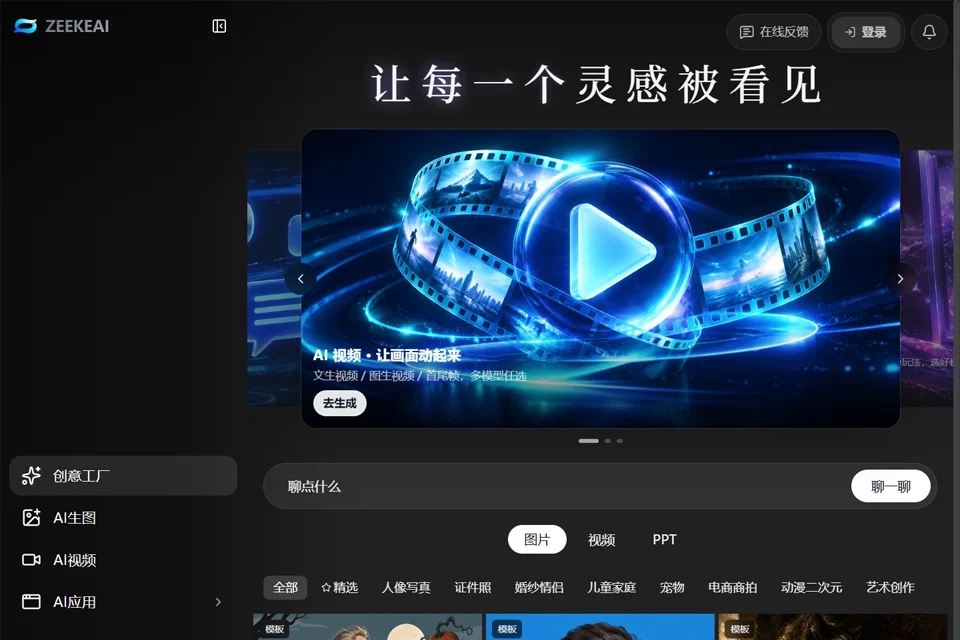 ZEEKEAI
在线反馈
登录
让每一个灵感被看见
AI 视频 • 让画面动起来
文生视频 / 图生视频 / 首尾帧，多模型任选
去生成
玩法，选好
创意工厂
AI生图
AI视频
AI应用
聊点什么
聊一聊
图片 视频 PPT
全部 精选 人像写真 证件照 婚纱情侣 儿童家庭 宠物 电商商拍 动漫二次元 艺术创作
模板 模板 模板